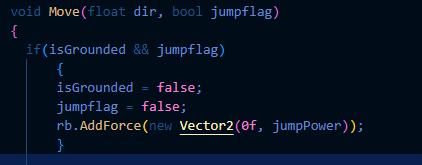 void Move(float dir, bool jumpflag)
{
if(isGrounded && jumpflag)
{
isGrounded = false;
jumpflag = false;
rb.AddForce(new Vector2(0f, jumpPower));
}